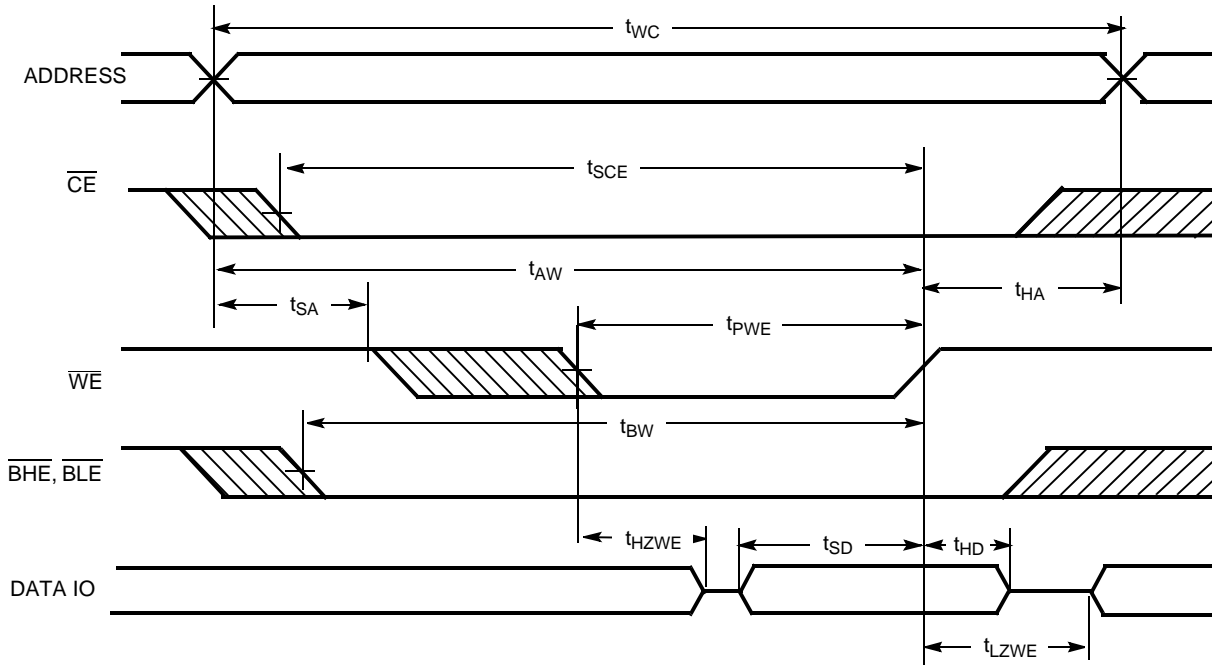 tWC
ADDRESS
tSCE
CE
tAW
tSA
tHA
tPWE
WE
tBW
BHE, BLE
tHZWE
tSD
tHD
DATA IO
tLZWE